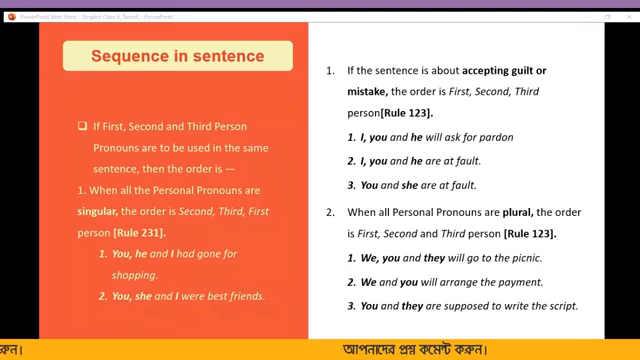 PowerPoint Slide Show - [English Class 6, Tasnid - PowerPoint
Sequence in sentence
❑ If First, Second and Third Person
Pronouns are to be used in the same
sentence, then the order is —
1. When all the Personal Pronouns are
singular, the order is Second, Third, First
person [Rule 231].
1. You, he and I had gone for
shopping.
2. You, she and I were best friends.
1. If the sentence is about accepting guilt or
mistake, the order is First, Second, Third
person[Rule 123].
1. I, you and he will ask for pardon
2. I, you and he are at fault.
3. You and she are at fault.
2. When all Personal Pronouns are plural, the order
is First, Second and Third person [Rule 123].
1. We, you and they will go to the picnic.
2. We and you will arrange the payment.
3. You and they are supposed to write the script.
রুন। আপনাদের প্রশ্ন কমেন্ট করুন।